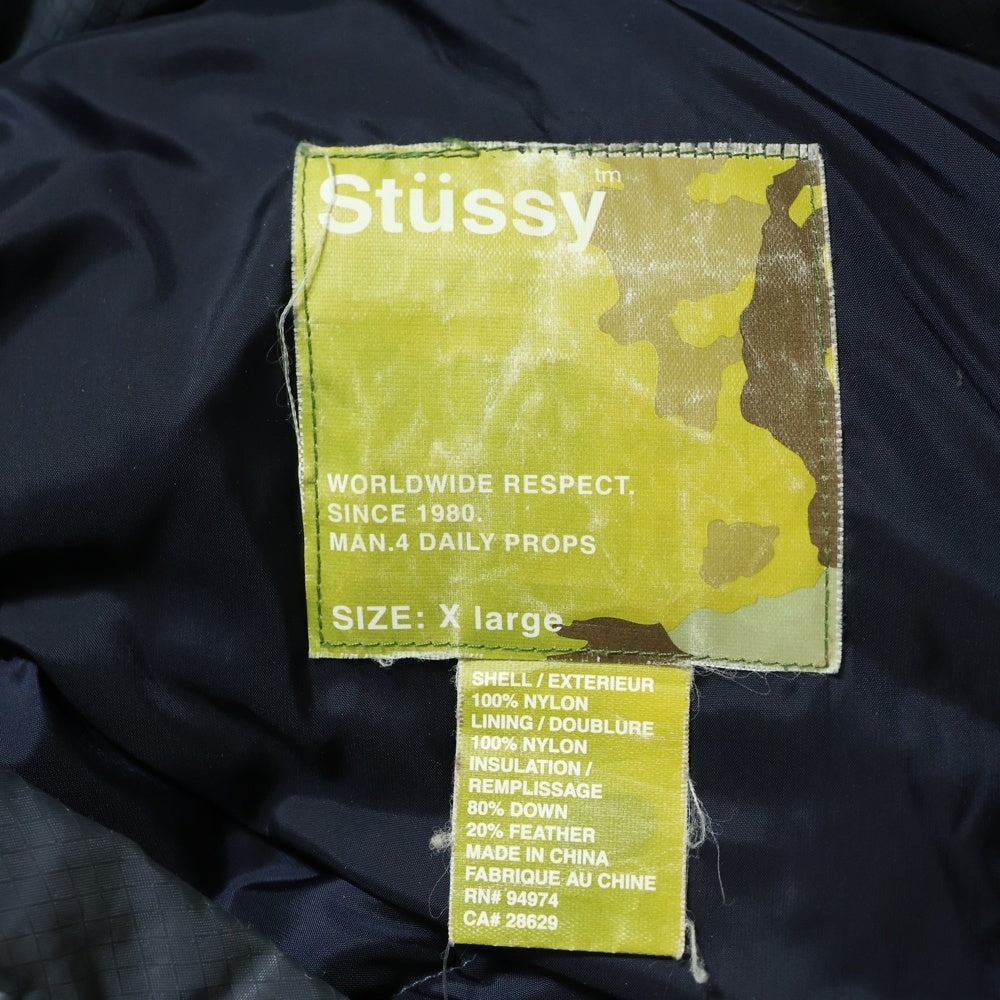 Stüssy tm
WORLDWIDE RESPECT.
SINCE 1980.
MAN.4 DAILY PROPS
SIZE: X large
SHELL / EXTERIEUR
100% NYLON
LINING / DOUBLURE
100% NYLON
INSULATION /
REMPLISSAGE
80% DOWN
20% FEATHER
MADE IN CHINA
FABRIQUE AU CHINE
RN# 94974
CA# 28629